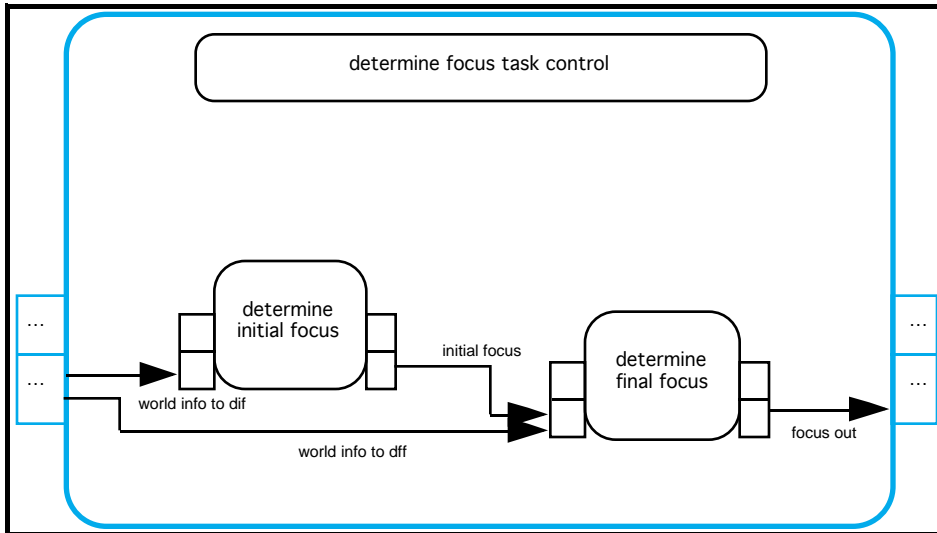 determine focus task control
determine
initial focus
...
...
initial focus
determine
final focus
...
...
world info to dif
focus out
world info to dff